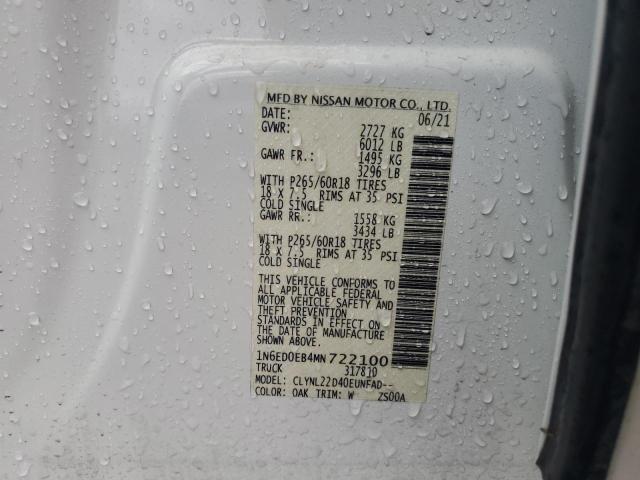 MFD BY NISSAN MOTOR CO., LTD.
DATE: 06/21
GVWR: 2727 KG
6012 LB
GAWR FR.: 1495 KG
3296 LB
WITH P265/60R18 TIRES
18 X 7.5 RIMS AT 35 PSI
COLD SINGLE
GAWR RR.: 1558 KG
3434 LB
WITH P265/60R18 TIRES
18 X 7.5 RIMS AT 35 PSI
COLD SINGLE
THIS VEHICLE CONFORMS TO
ALL APPLICABLE FEDERAL
MOTOR VEHICLE SAFETY AND
THEFT PREVENTION
STANDARDS IN EFFECT ON
THE DATE OF MANUFACTURE
SHOWN ABOVE.
1N6ED0EB4MN722100
TRUCK 317810
MODEL: CLYNL22D40EUNFAD--
COLOR: OAK TRIM: W ZS00A